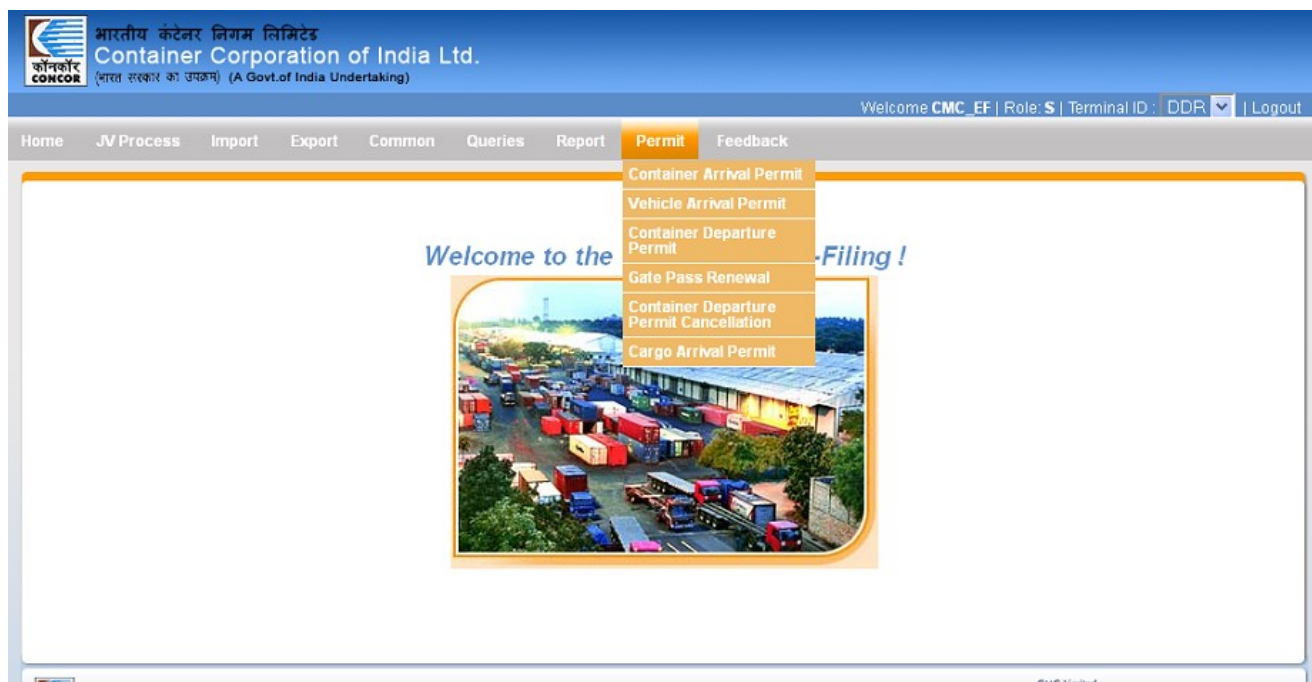 भारतीय कंटेनर निगम लिमिटेड
Container Corporation of India Ltd.
(भारत सरकार का उपक्रम) (A Govt.of India Undertaking)
कॉनकॉर
CONCOR
Welcome CMC_EF | Role: S | Terminal ID : DDR | Logout
Home JV Process Import Export Common Queries Report Permit Feedback
Container Arrival Permit
Vehicle Arrival Permit
Container Departure
Permit
Gate Pass Renewal
Container Departure
Permit Cancellation
Cargo Arrival Permit
Welcome to the -Filing !